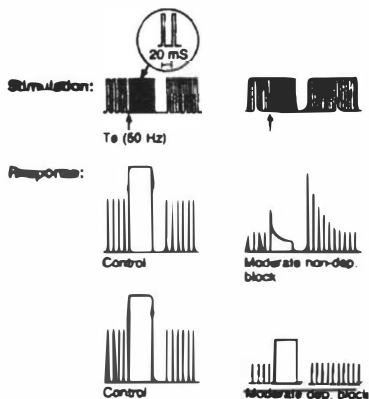 20 mS
Stimulation:
Te (50 Hz)
Response:
Control
Moderate non-dep.
block
Control
Moderate dep. block